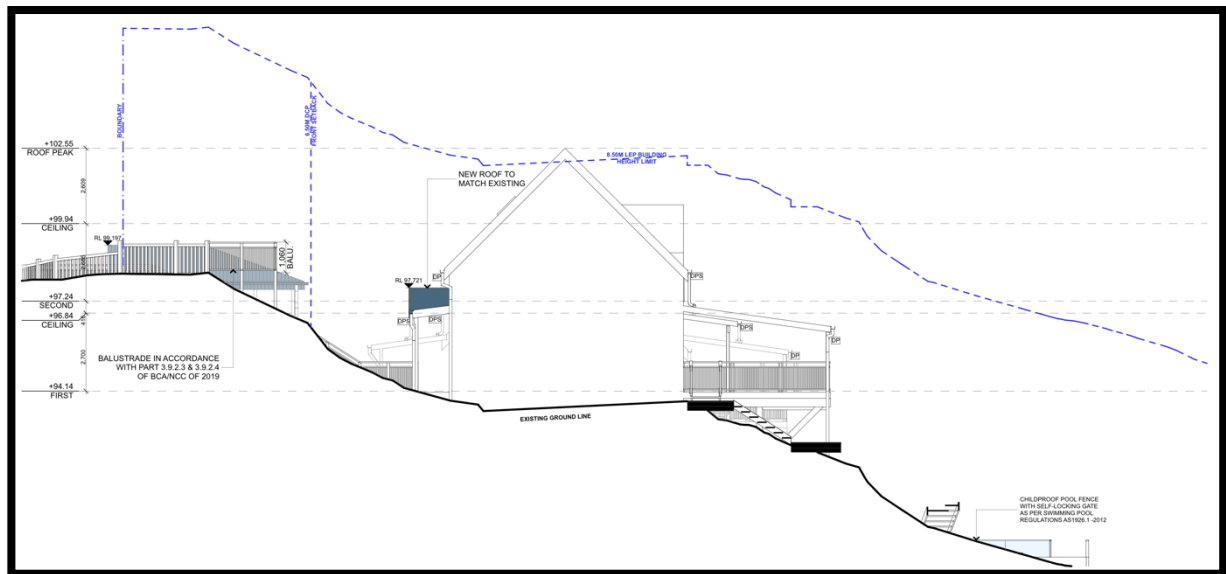 BOUNDARY
6.50M DCP
FRONT SETBACK
+102.55
ROOF PEAK
8.50M LEP BUILDING
HEIGHT LIMIT
NEW ROOF TO
MATCH EXISTING
2,609
+99.94
CEILING
RL 99.197
1,060
BALU.
DP
DPS
RL 97.721
+97.24
SECOND
+96.84
CEILING
DPS
DPS
DPS
DP
DP
2,700
BALUSTRADE IN ACCORDANCE
WITH PART 3.9.2.3 & 3.9.2.4
OF BCA/NCC OF 2019
+94.14
FIRST
EXISTING GROUND LINE
CHILDPROOF POOL FENCE
WITH SELF-LOCKING GATE
AS PER SWIMMING POOL
REGULATIONS AS1926.1 -2012